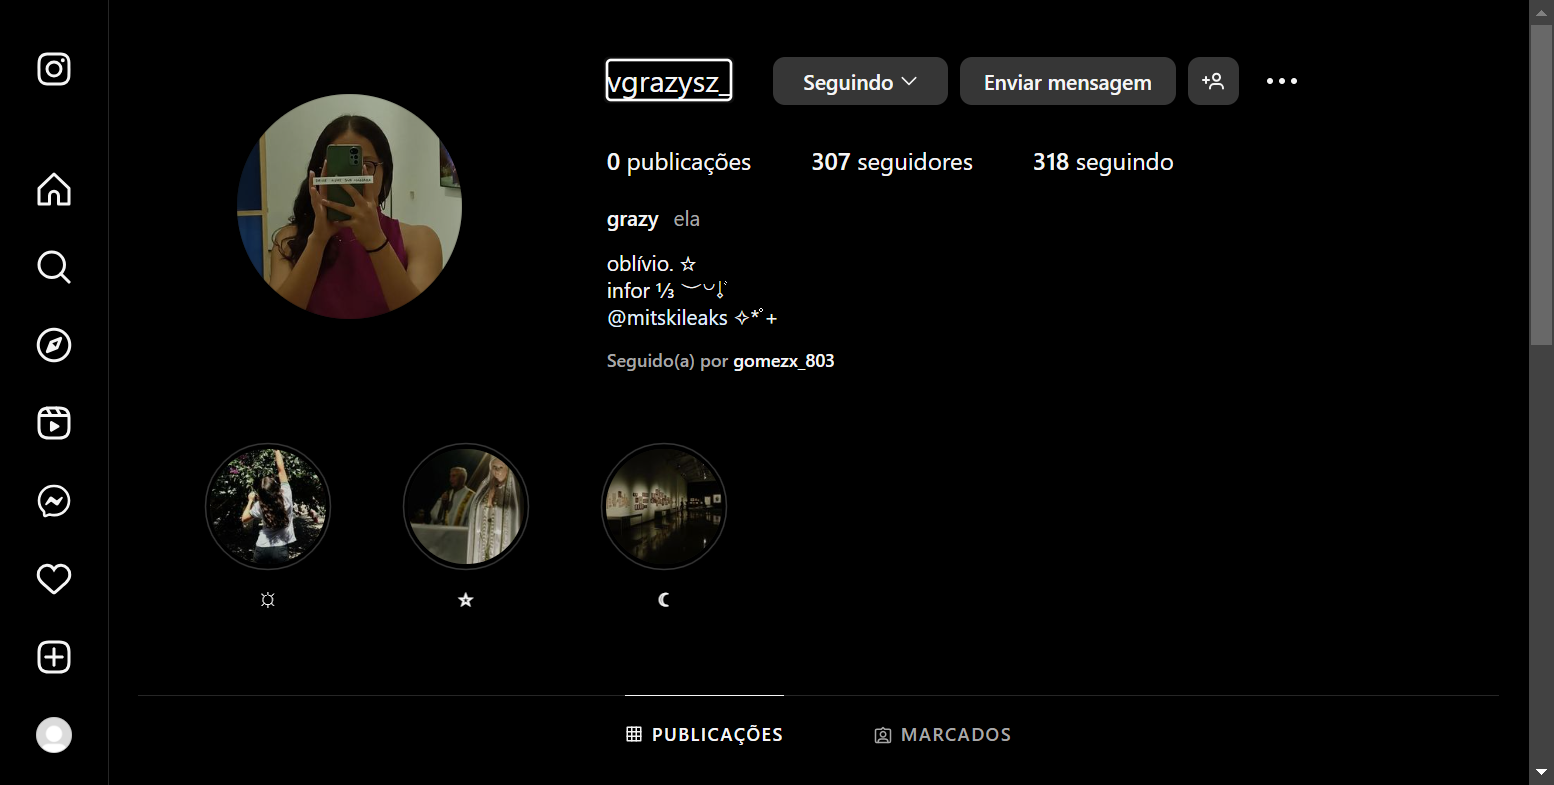 vgrazysz_
Seguindo
Enviar mensagem
0 publicações
307 seguidores
318 seguindo
grazy ela
oblívio. ☆
infor ⅓
@mitskileaks ✧*ﾟ+
Seguido(a) por gomezx_803
☼
★
☾
PUBLICAÇÕES
MARCADOS